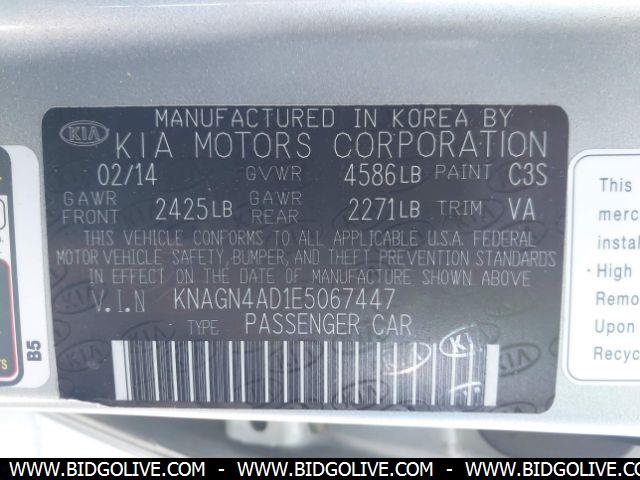 MANUFACTURED IN KOREA BY
KIA KIA MOTORS CORPORATION
02/14 GVWR 4586LB PAINT C3S
GAWR FRONT 2425LB GAWR REAR 2271LB TRIM VA
THIS VEHICLE CONFORMS TO ALL APPLICABLE U.S.A. FEDERAL
MOTOR VEHICLE SAFETY, BUMPER, AND THEFT PREVENTION STANDARDS
IN EFFECT ON THE DATE OF MANUFACTURE SHOWN ABOVE
V.I.N KNAGN4AD1E5067447
TYPE PASSENGER CAR
B5
This
merc
instal
· High
Remo
Upon
Recyc
WWW.BIDGOLIVE.COM -- WWW.BIDGOLIVE.COM -- WWW.BIDGOLIVE.COM